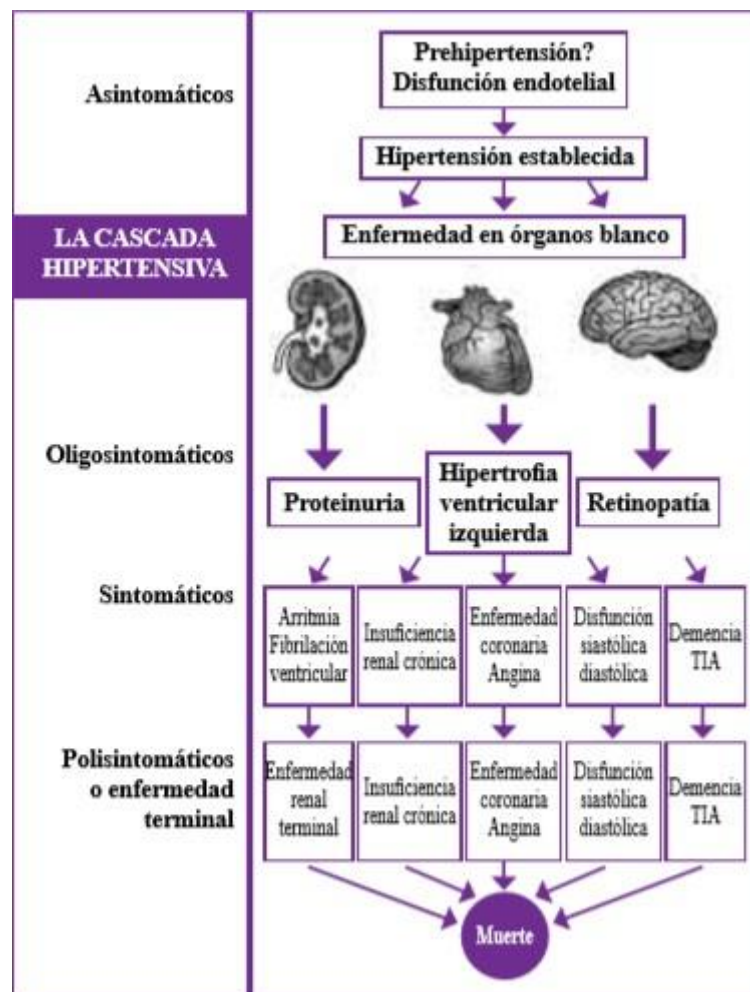 Asintomáticos
Prehipertensión?
Disfunción endotelial
Hipertensión establecida
LA CASCADA
HIPERTENSIVA
Enfermedad en órganos blanco
Oligosintomáticos
Proteinuria
Hipertrofia
ventricular
izquierda
Retinopatía
Sintomáticos
Arritmia
Fibrilación
ventricular
Insuficiencia
renal crónica
Enfermedad
coronaria
Angina
Disfunción
siastólica
diastólica
Demencia
TIA
Polisintomáticos
o enfermedad
terminal
Enfermedad
renal
terminal
Insuficiencia
renal crónica
Enfermedad
coronaria
Angina
Disfunción
siastólica
diastólica
Demencia
TIA
Muerte